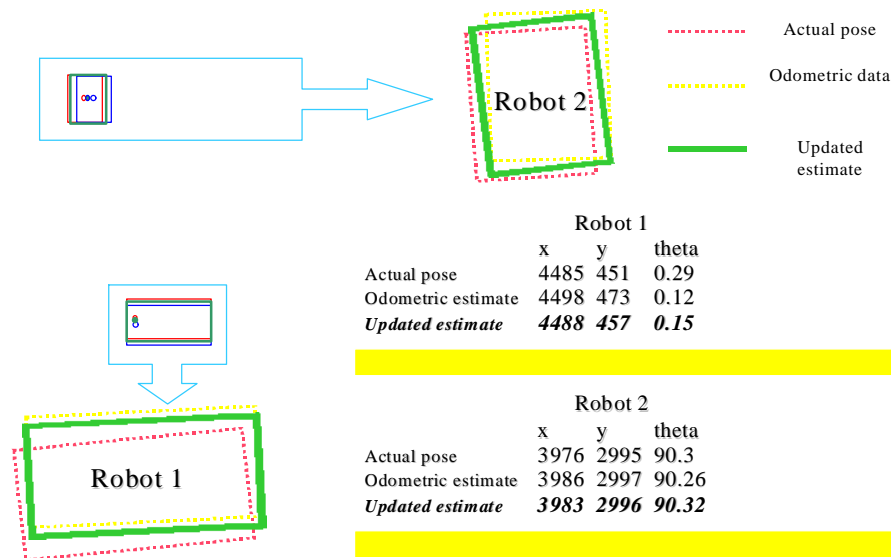 Actual pose
Odometric data
Robot 2
Updated
estimate
Robot 1
x y theta
Actual pose 4485 451 0.29
Odometric estimate 4498 473 0.12
Updated estimate 4488 457 0.15
Robot 2
x y theta
Actual pose 3976 2995 90.3
Odometric estimate 3986 2997 90.26
Updated estimate 3983 2996 90.32
Robot 1